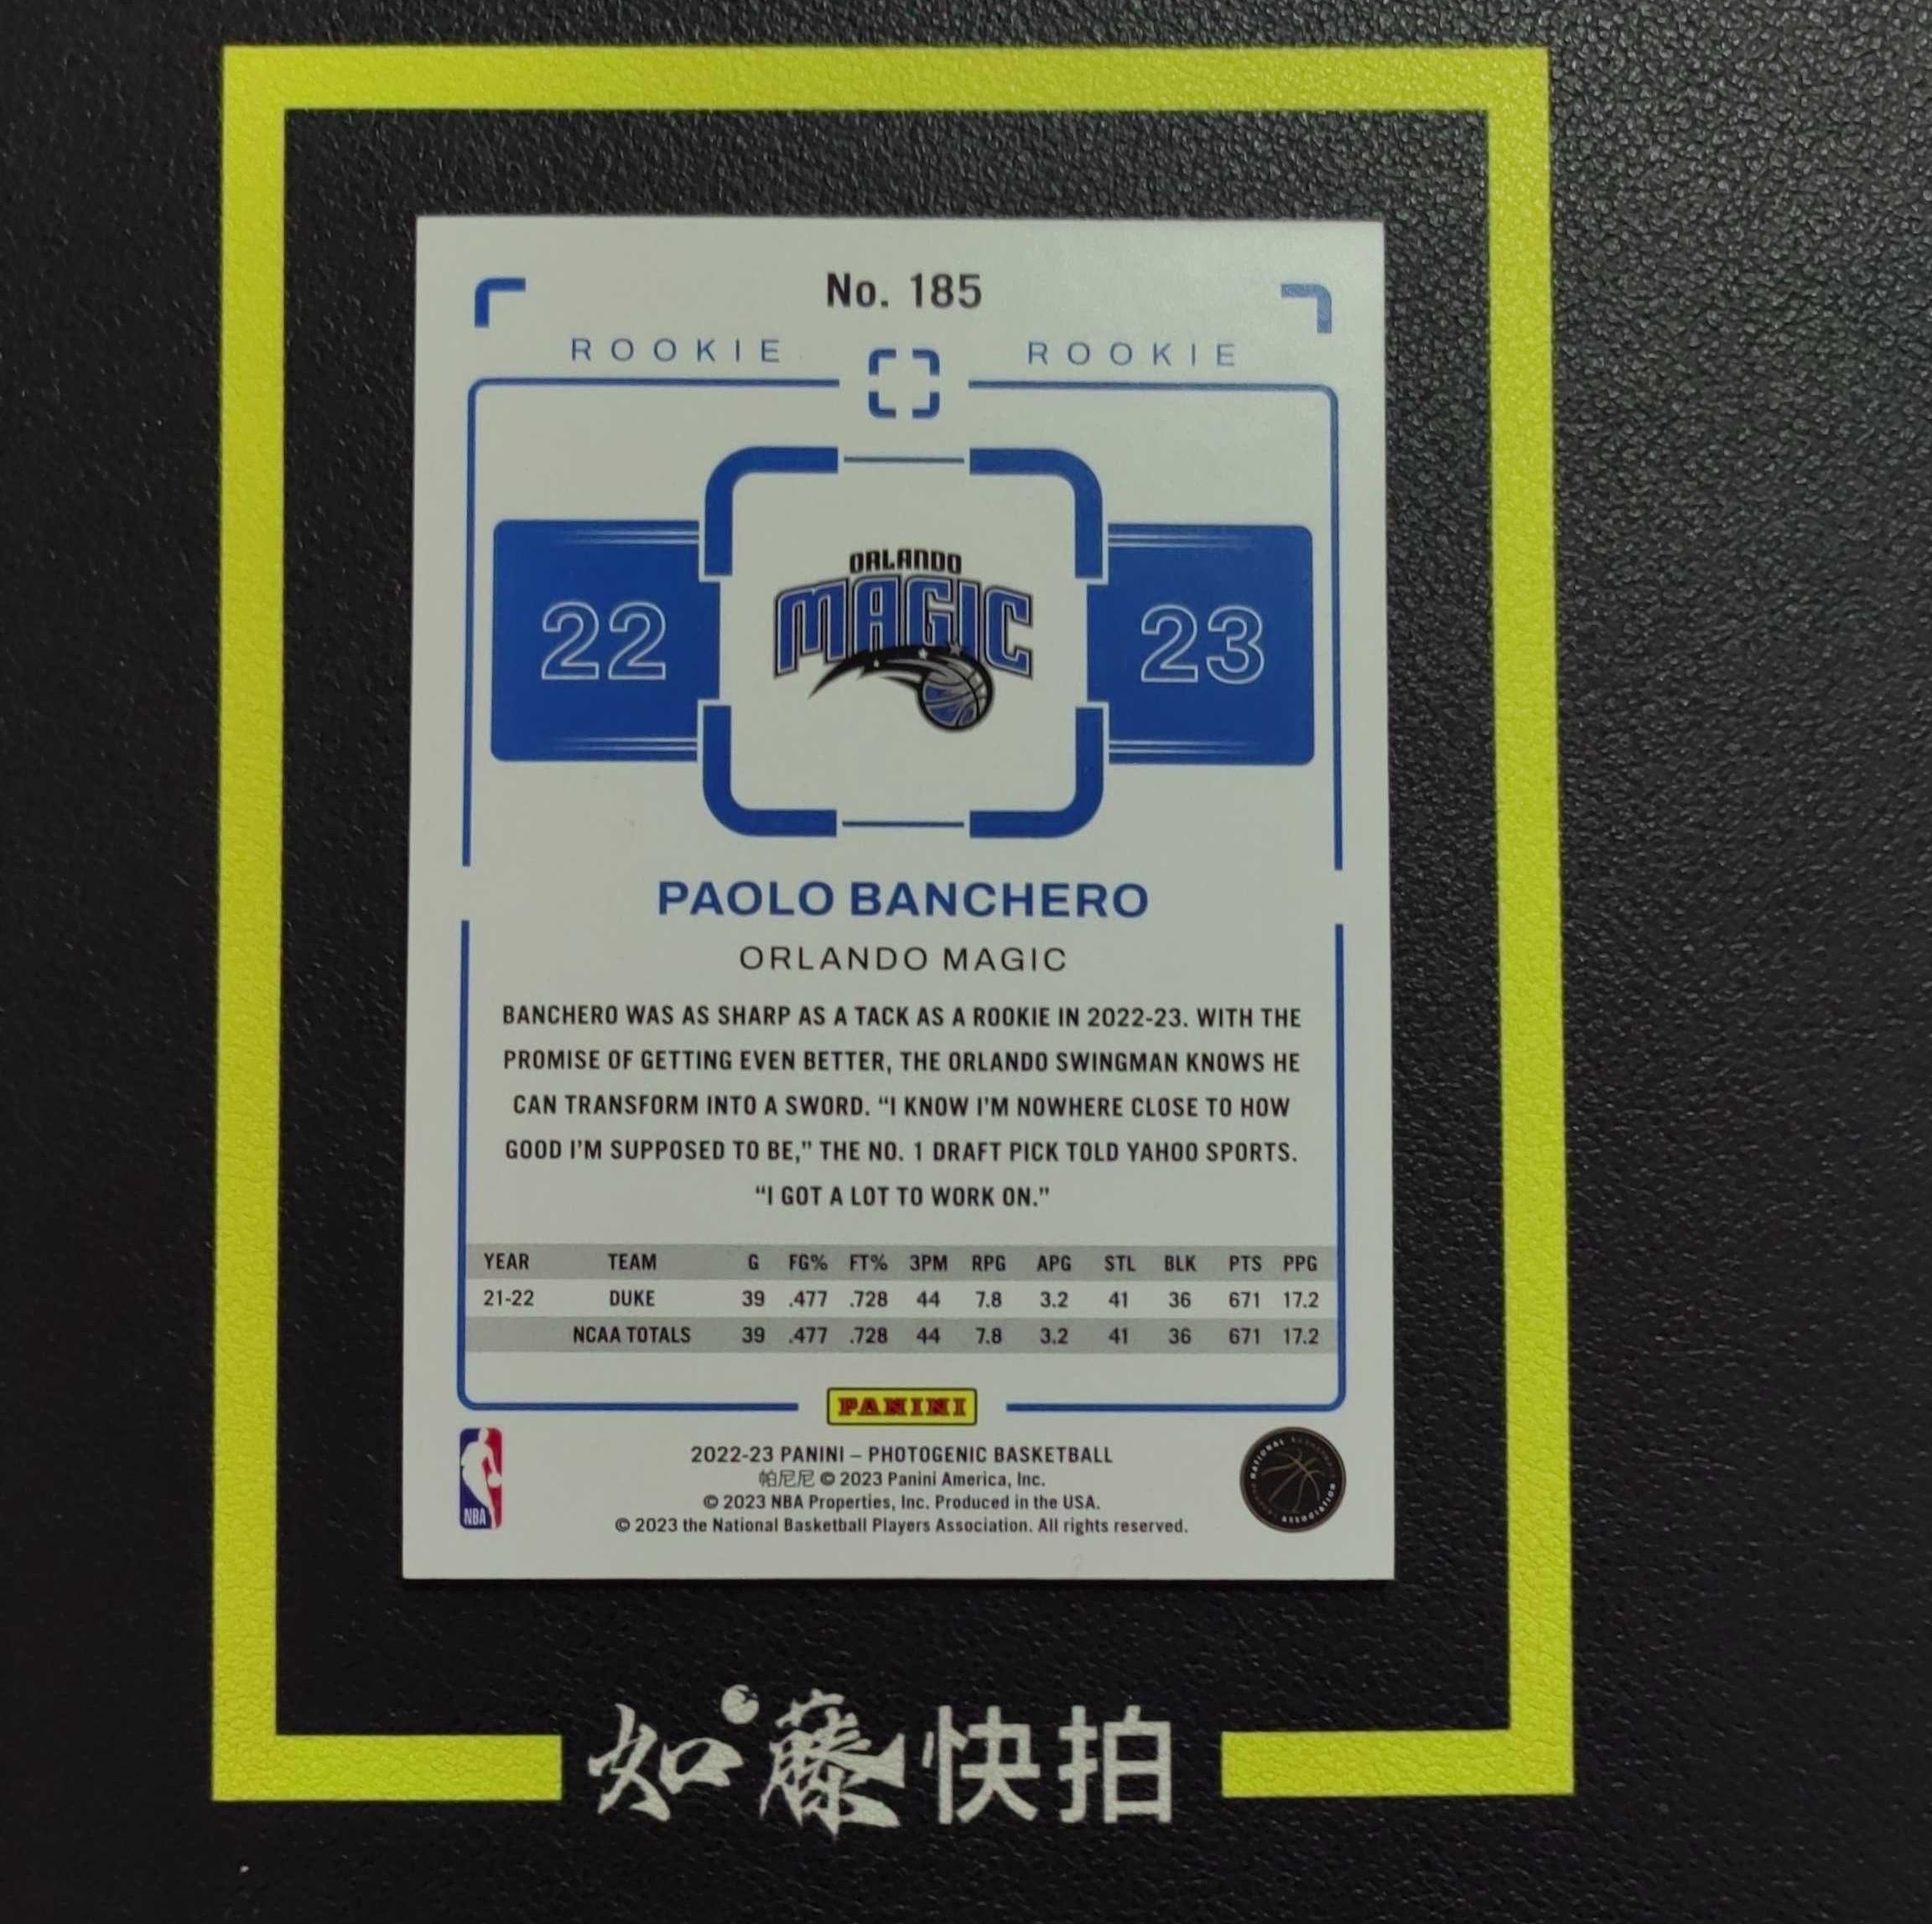 No. 185
ROOKIE ROOKIE
22 ORLANDO MAGIC 23
PAOLO BANCHERO
ORLANDO MAGIC
BANCHERO WAS AS SHARP AS A TACK AS A ROOKIE IN 2022-23. WITH THE
PROMISE OF GETTING EVEN BETTER, THE ORLANDO SWINGMAN KNOWS HE
CAN TRANSFORM INTO A SWORD. “I KNOW I’M NOWHERE CLOSE TO HOW
GOOD I’M SUPPOSED TO BE,” THE NO. 1 DRAFT PICK TOLD YAHOO SPORTS.
“I GOT A LOT TO WORK ON.”
YEAR TEAM G FG% FT% 3PM RPG APG STL BLK PTS PPG
21-22 DUKE 39 .477 .728 44 7.8 3.2 41 36 671 17.2
NCAA TOTALS 39 .477 .728 44 7.8 3.2 41 36 671 17.2
PANINI
2022-23 PANINI – PHOTOGENIC BASKETBALL
帕尼尼 © 2023 Panini America, Inc.
© 2023 NBA Properties, Inc. Produced in the USA.
© 2023 the National Basketball Players Association. All rights reserved.
NBA
NATIONAL ASSOCIATION
如藤快拍